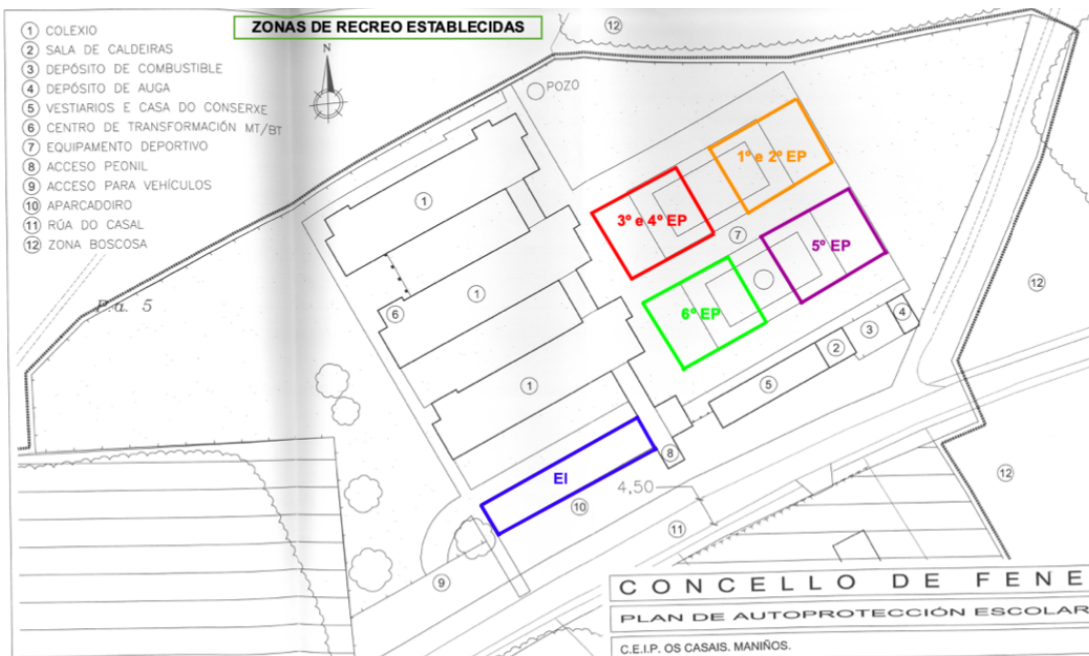 ZONAS DE RECREO ESTABLECIDAS
1 COLEXIO
2 SALA DE CALDEIRAS
3 DEPÓSITO DE COMBUSTIBLE
4 DEPÓSITO DE AUGA
5 VESTIARIOS E CASA DO CONSERXE
6 CENTRO DE TRANSFORMACIÓN MT/BT
7 EQUIPAMENTO DEPORTIVO
8 ACCESO PEONIL
9 ACCESO PARA VEHÍCULOS
10 APARCADOIRO
11 RÚA DO CASAL
12 ZONA BOSCOSA
N
12
POZO
1º e 2º EP
1
3º e 4º EP
7
5º EP
12
P.a. 5
6
1
6º EP
4
3
2
1
5
8
EI
4,50
10
12
11
9
CONCELLO DE FENE
PLAN DE AUTOPROTECCIÓN ESCOLAR
C.E.I.P. OS CASAIS. MANIÑOS.